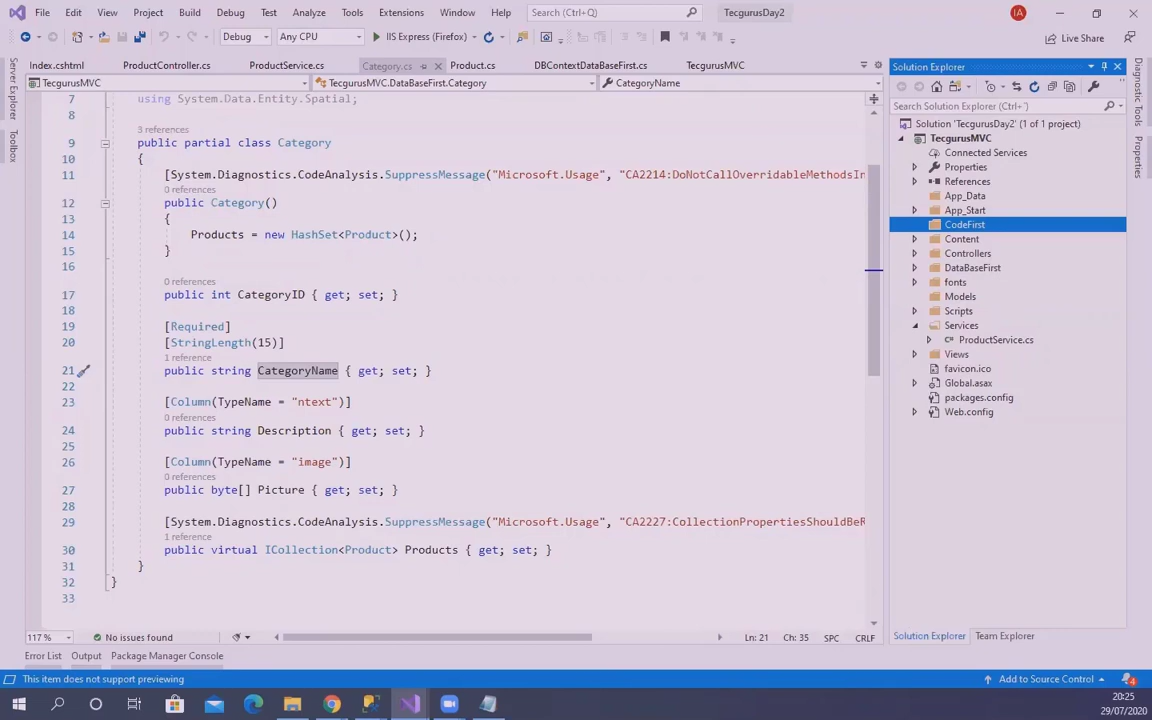 File Edit View Project Build Debug Test Analyze Tools Extensions Window Help Search (Ctrl+Q) TecgurusDay2 IA
Debug Any CPU IIS Express (Firefox) Live Share
Index.cshtml ProductController.cs ProductService.cs Category.cs Product.cs DBContextDataBaseFirst.cs TecgurusMVC
TecgurusMVC TecgurusMVC.DataBaseFirst.Category CategoryName
7 using System.Data.Entity.Spatial;
8
3 references
9 public partial class Category
10 {
11 [System.Diagnostics.CodeAnalysis.SuppressMessage("Microsoft.Usage", "CA2214:DoNotCallOverridableMethodsIn
0 references
12 public Category()
13 {
14 Products = new HashSet<Product>();
15 }
16
0 references
17 public int CategoryID { get; set; }
18
19 [Required]
20 [StringLength(15)]
1 reference
21 public string CategoryName { get; set; }
22
23 [Column(TypeName = "ntext")]
0 references
24 public string Description { get; set; }
25
26 [Column(TypeName = "image")]
0 references
27 public byte[] Picture { get; set; }
28
29 [System.Diagnostics.CodeAnalysis.SuppressMessage("Microsoft.Usage", "CA2227:CollectionPropertiesShouldBeR
1 reference
30 public virtual ICollection<Product> Products { get; set; }
31 }
32 }
33
117 % No issues found Ln: 21 Ch: 35 SPC CRLF
Server Explorer
Toolbox
Solution Explorer
Search Solution Explorer (Ctrl+')
Solution 'TecgurusDay2' (1 of 1 project)
TecgurusMVC
Connected Services
Properties
References
App_Data
App_Start
CodeFirst
Content
Controllers
DataBaseFirst
fonts
Models
Scripts
Services
ProductService.cs
Views
favicon.ico
Global.asax
packages.config
Web.config
Solution Explorer Team Explorer
Diagnostic Tools
Properties
Error List Output Package Manager Console
This item does not support previewing Add to Source Control 4
20:25
29/07/2020